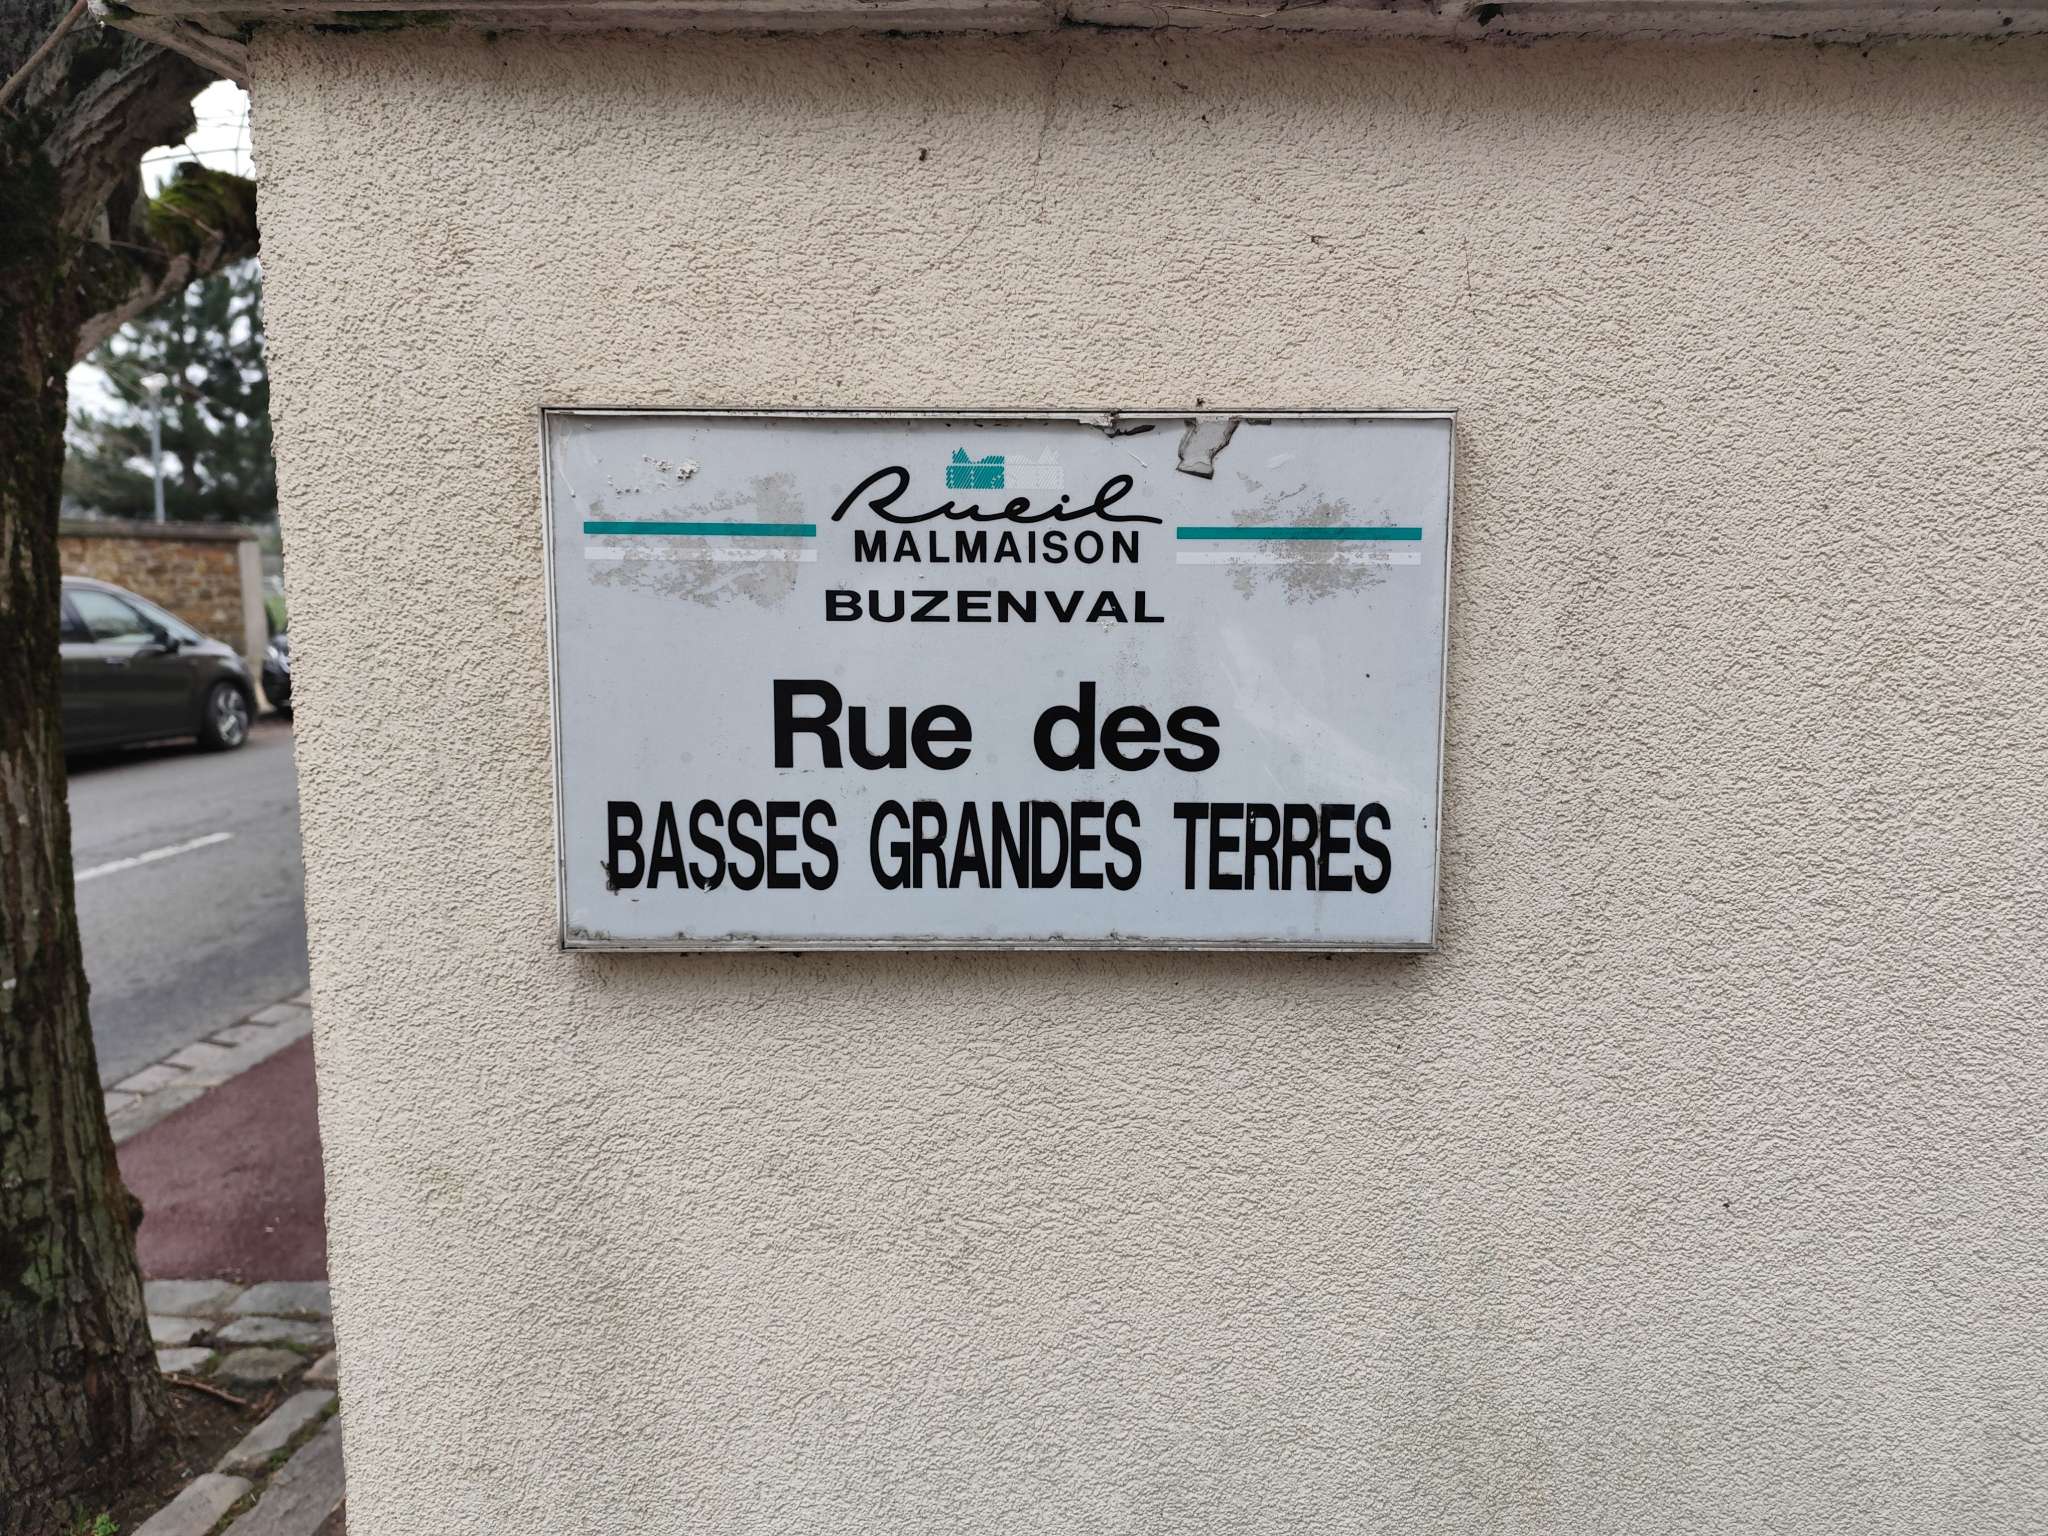 Rueil
MALMAISON
BUZENVAL
Rue des
BASSES GRANDES TERRES